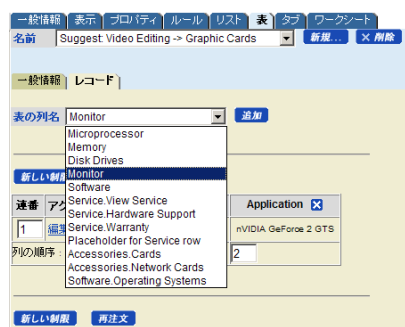 一般情報 表示 プロパティ ルール リスト 表 タブ ワークシート
名前 Suggest: Video Editing -> Graphic Cards 新規... × 削除
一般情報 レコード
表の列名 Monitor 追加
Microprocessor
Memory
Disk Drives
Monitor
Software
Service.View Service
Service.Hardware Support
Service.Warranty
Placeholder for Service row
Accessories.Cards
Accessories.Network Cards
Software.Operating Systems
新しい制
連番 アク Application
1 編集 nVIDIA GeForce 2 GTS
列の順序 : 2
新しい制限 再注文